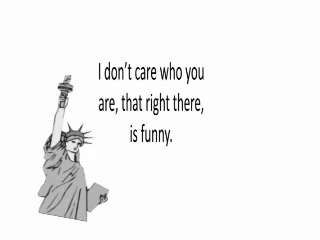 I don't care who you
are, that right there,
is funny.